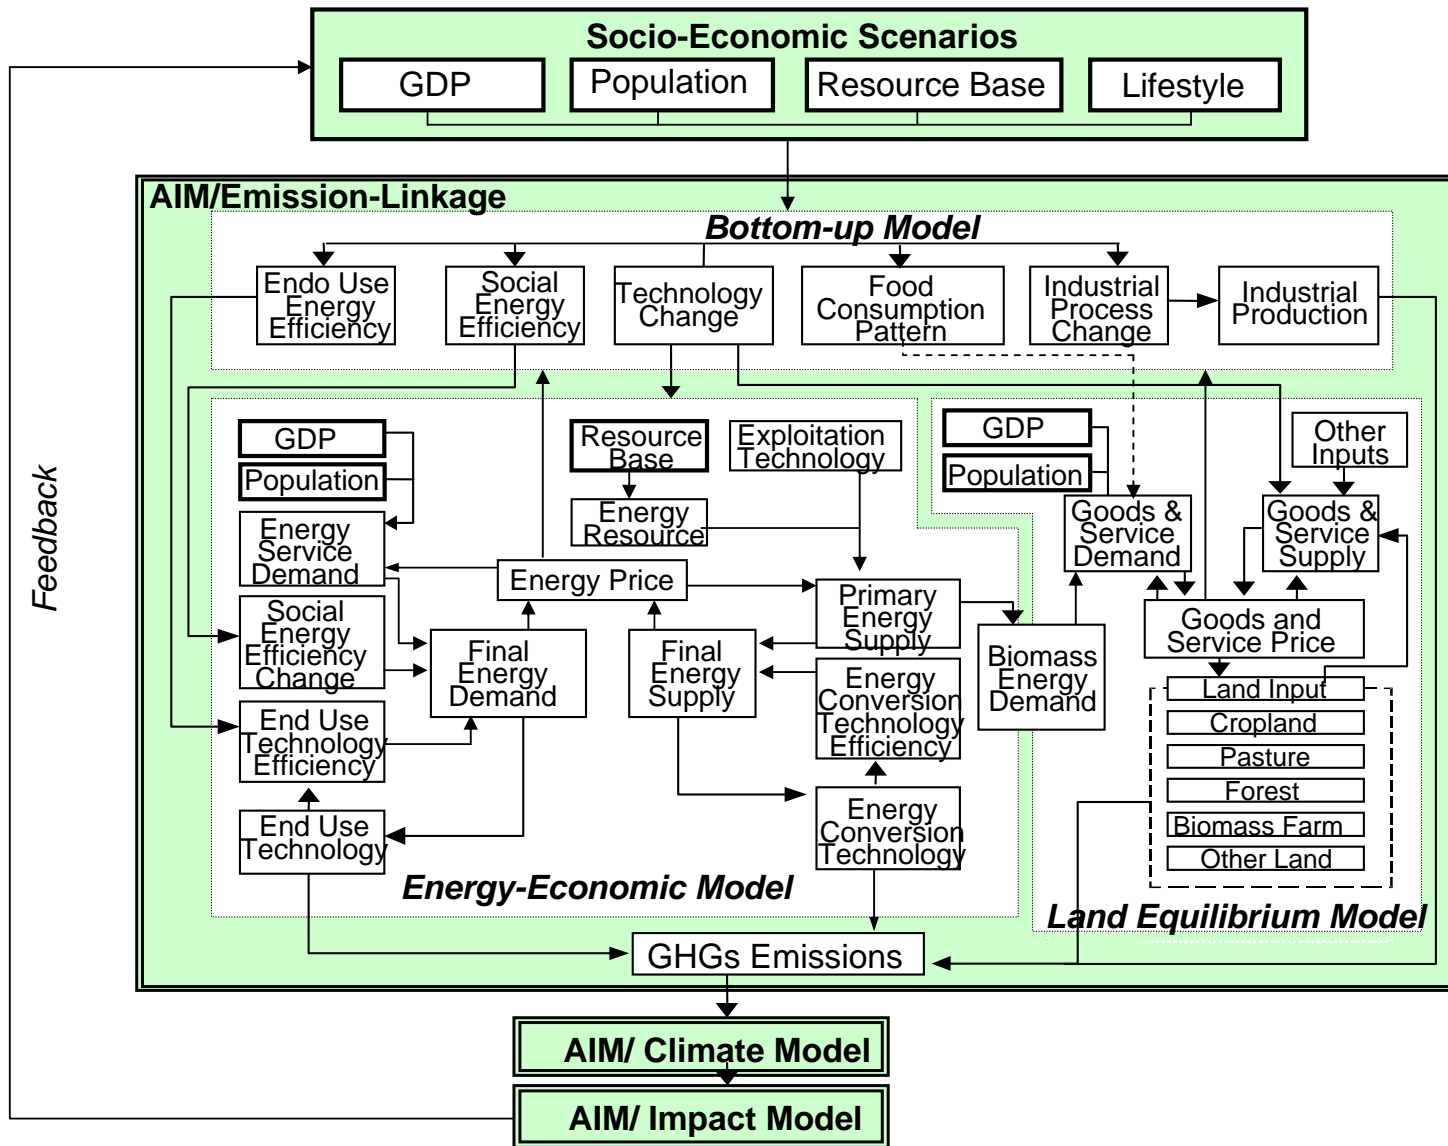 Socio-Economic Scenarios
GDP
Population
Resource Base
Lifestyle
AIM/Emission-Linkage
Bottom-up Model
Endo Use
Energy
Efficiency
Social
Energy
Efficiency
Technology
Change
Food
Consumption
Pattern
Industrial
Process
Change
Industrial
Production
Feedback
GDP
Population
Energy
Service
Demand
Social
Energy
Efficiency
Change
End Use
Technology
Efficiency
End Use
Technology
Resource
Base
Exploitation
Technology
Energy
Resource
Energy Price
Final
Energy
Demand
Final
Energy
Supply
Primary
Energy
Supply
Energy
Conversion
Technology
Efficiency
Energy
Conversion
Technology
Energy-Economic Model
GDP
Population
Other
Inputs
Goods &
Service
Demand
Goods &
Service
Supply
Goods and
Service Price
Biomass
Energy
Demand
Land Input
Cropland
Pasture
Forest
Biomass Farm
Other Land
Land Equilibrium Model
GHGs Emissions
AIM/ Climate Model
AIM/ Impact Model